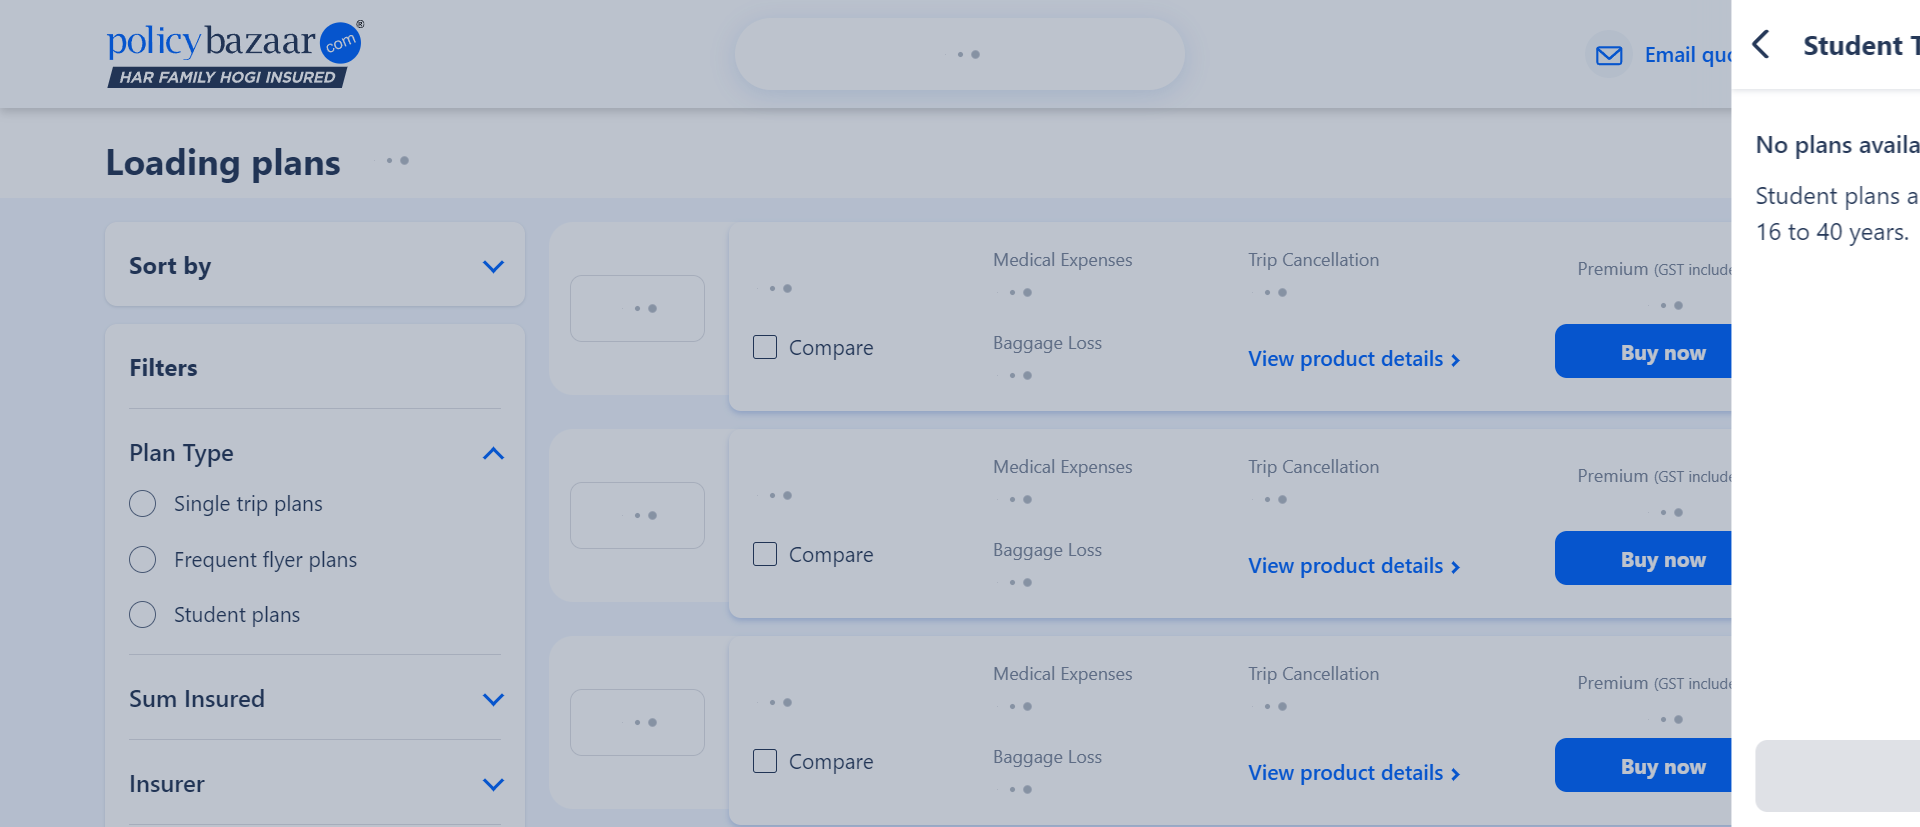 policybazaar com ®
HAR FAMILY HOGI INSURED
Email quo
Student T
Loading plans
No plans availa
Student plans a
16 to 40 years.
Sort by
Filters
Plan Type
Single trip plans
Frequent flyer plans
Student plans
Sum Insured
Insurer
Medical Expenses
Trip Cancellation
Premium (GST include
Compare
Baggage Loss
View product details
Buy now
Medical Expenses
Trip Cancellation
Premium (GST include
Compare
Baggage Loss
View product details
Buy now
Medical Expenses
Trip Cancellation
Premium (GST include
Compare
Baggage Loss
View product details
Buy now